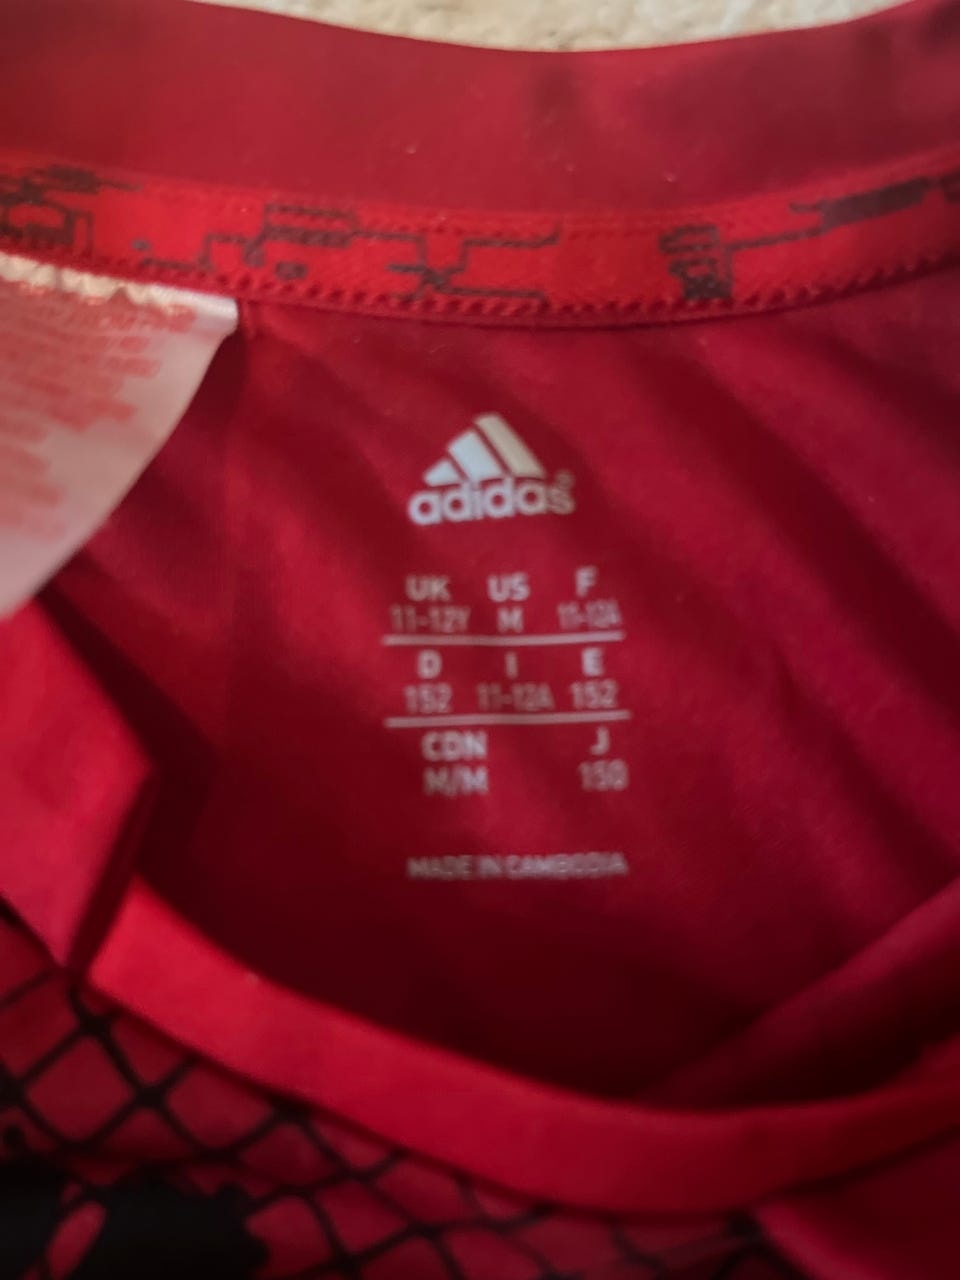 adidas®
UK US F
11-12Y M 11-12A
D I E
152 11-12A 152
CDN J
M/M 150
MADE IN CAMBODIA